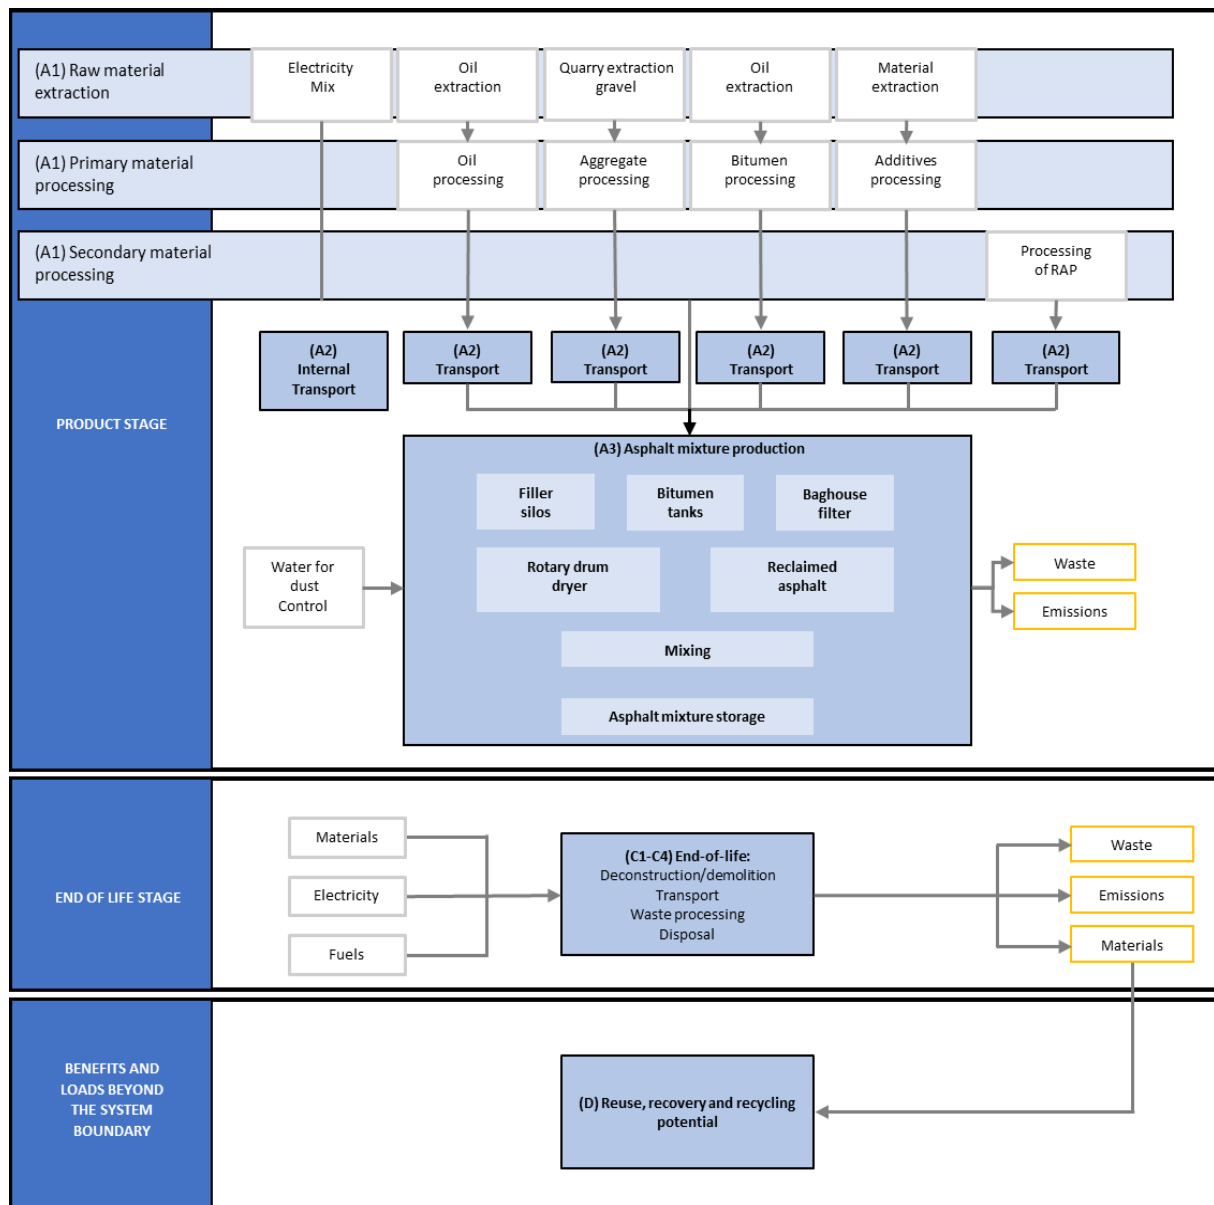 (A1) Raw material
extraction
Electricity
Mix
Oil
extraction
Quarry extraction
gravel
Oil
extraction
Material
extraction
(A1) Primary material
processing
Oil
processing
Aggregate
processing
Bitumen
processing
Additives
processing
(A1) Secondary material
processing
Processing
of RAP
(A2)
Internal
Transport
(A2)
Transport
(A2)
Transport
(A2)
Transport
(A2)
Transport
(A2)
Transport
PRODUCT STAGE
(A3) Asphalt mixture production
Filler
silos
Bitumen
tanks
Baghouse
filter
Rotary drum
dryer
Reclaimed
asphalt
Mixing
Asphalt mixture storage
Water for
dust
Control
Waste
Emissions
END OF LIFE STAGE
Materials
Electricity
Fuels
(C1-C4) End-of-life:
Deconstruction/demolition
Transport
Waste processing
Disposal
Waste
Emissions
Materials
BENEFITS AND
LOADS BEYOND
THE SYSTEM
BOUNDARY
(D) Reuse, recovery and recycling
potential